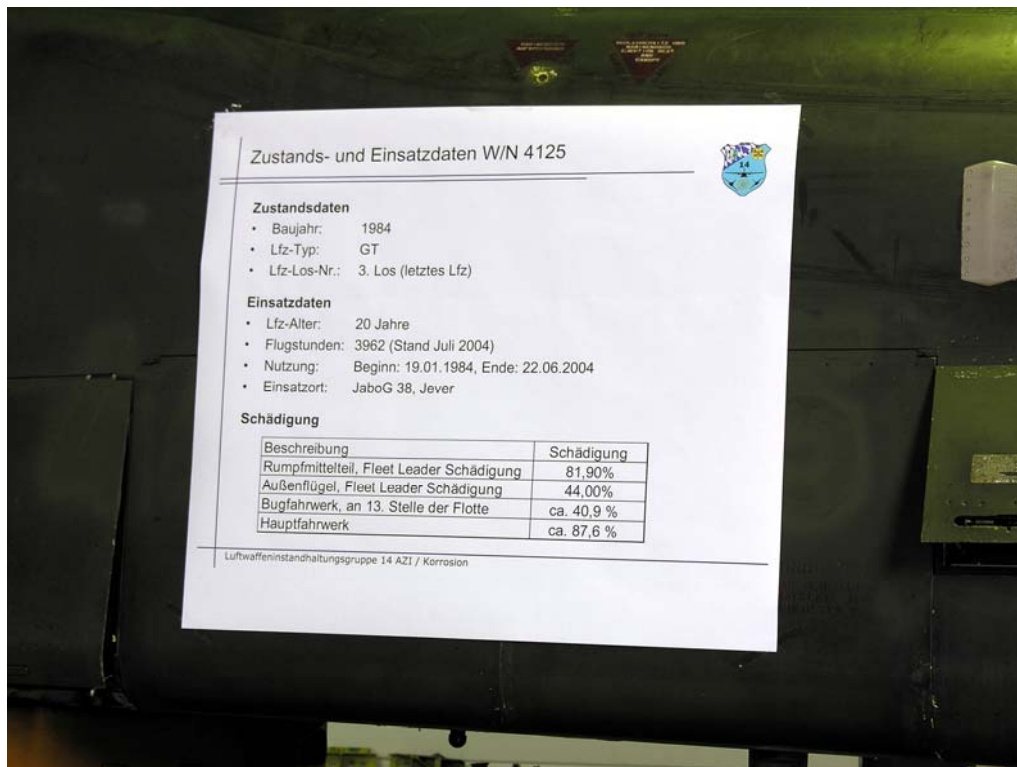 Zustands- und Einsatzdaten W/N 4125
14
Zustandsdaten
• Baujahr: 1984
• Lfz-Typ: GT
• Lfz-Los-Nr.: 3. Los (letztes Lfz)
Einsatzdaten
• Lfz-Alter: 20 Jahre
• Flugstunden: 3962 (Stand Juli 2004)
• Nutzung: Beginn: 19.01.1984, Ende: 22.06.2004
• Einsatzort: JaboG 38, Jever
Schädigung
Beschreibung Schädigung
Rumpfmittelteil, Fleet Leader Schädigung 81,90%
Außenflügel, Fleet Leader Schädigung 44,00%
Bugfahrwerk, an 13. Stelle der Flotte ca. 40,9 %
Hauptfahrwerk ca. 87,6 %
Luftwaffeninstandhaltungsgruppe 14 AZI / Korrosion